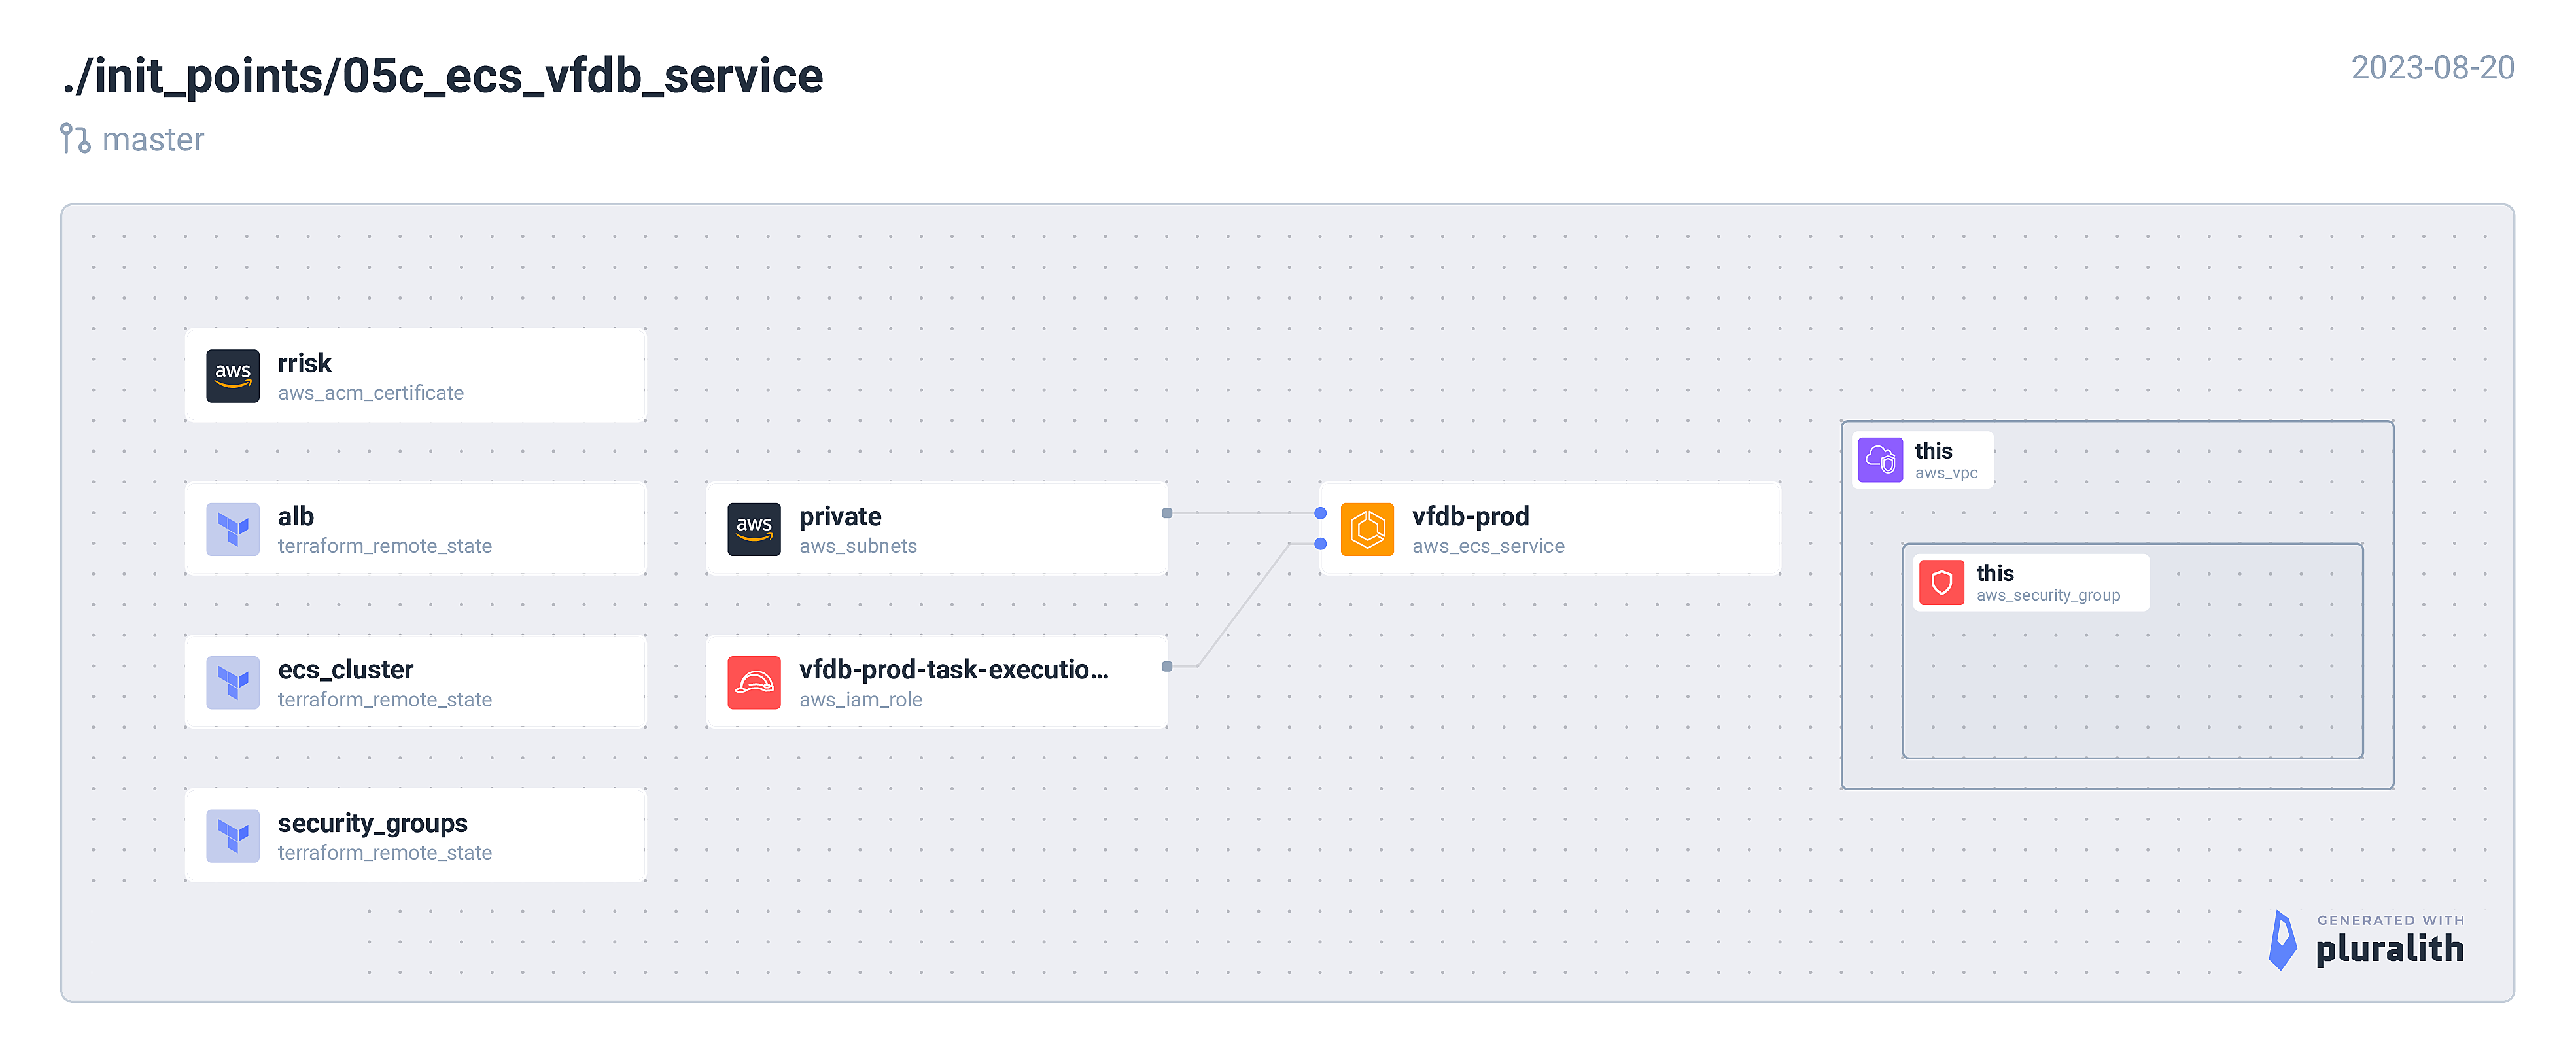 ./init_points/05c_ecs_vfdb_service
2023-08-20
master
rrisk
aws_acm_certificate
alb
terraform_remote_state
ecs_cluster
terraform_remote_state
security_groups
terraform_remote_state
private
aws_subnets
vfdb-prod-task-executio...
aws_iam_role
vfdb-prod
aws_ecs_service
this
aws_vpc
this
aws_security_group
aws
aws
GENERATED WITH
pluralith